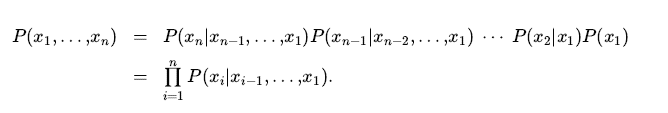 P(x₁, . . . ,xₙ) = P(xₙ|xₙ₋₁, . . . ,x₁)P(xₙ₋₁|xₙ₋₂, . . . ,x₁) ··· P(x₂|x₁)P(x₁)
= ∏ⁿᵢ₌₁ P(xᵢ|xᵢ₋₁, . . . ,x₁).